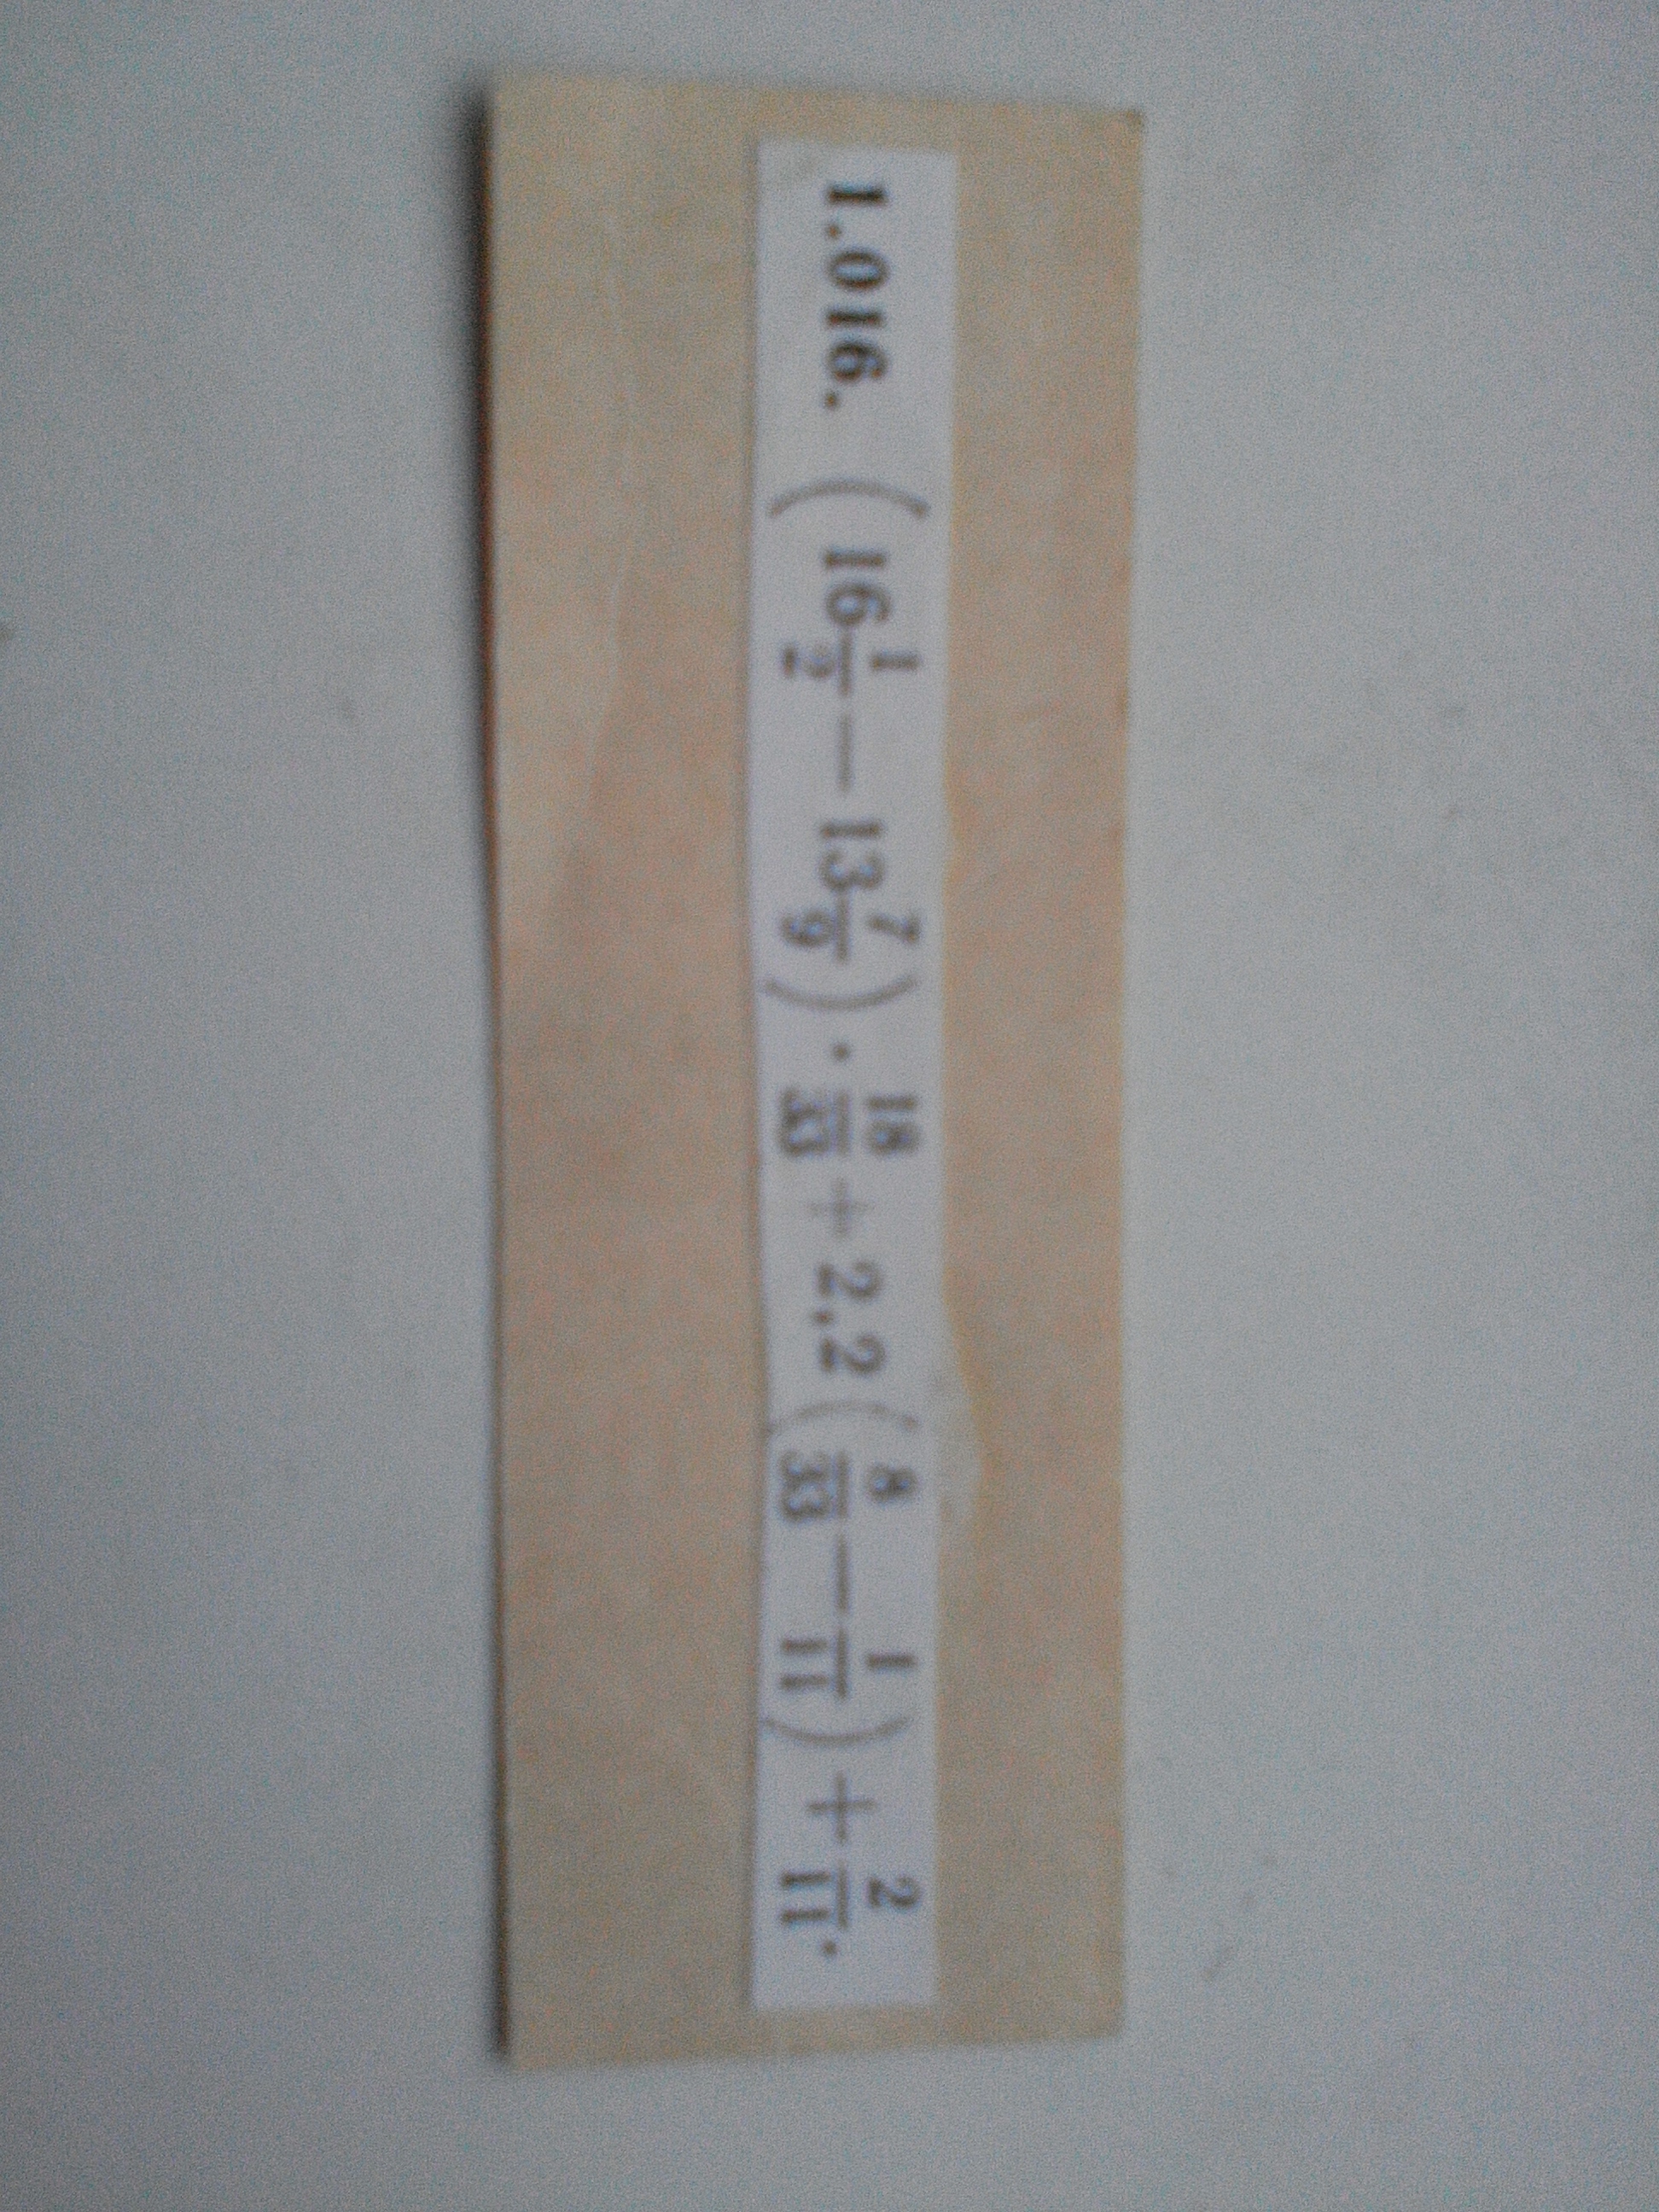 1.016. (16 1/2 — 13 7/9) · 18/33 + 2,2 (8/33 — 1/11) + 2/11.